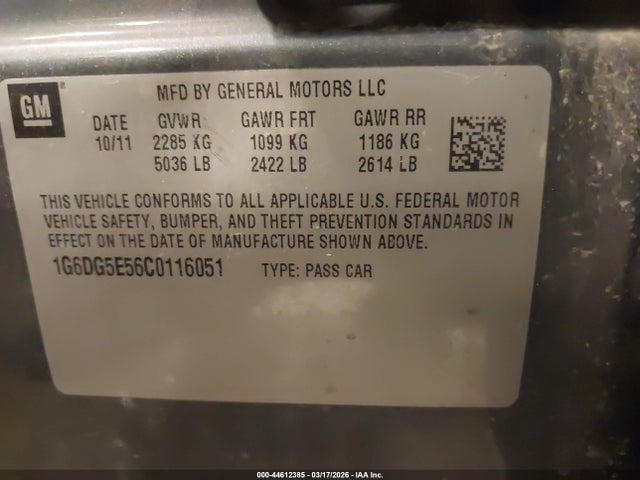 GM
MFD BY GENERAL MOTORS LLC
DATE GVWR GAWR FRT GAWR RR
10/11 2285 KG 1099 KG 1186 KG
5036 LB 2422 LB 2614 LB
THIS VEHICLE CONFORMS TO ALL APPLICABLE U.S. FEDERAL MOTOR
VEHICLE SAFETY, BUMPER, AND THEFT PREVENTION STANDARDS IN
EFFECT ON THE DATE OF MANUFACTURE SHOWN ABOVE.
1G6DG5E56C0116051 TYPE: PASS CAR
000-44612385 - 03/17/2026 - IAA Inc.